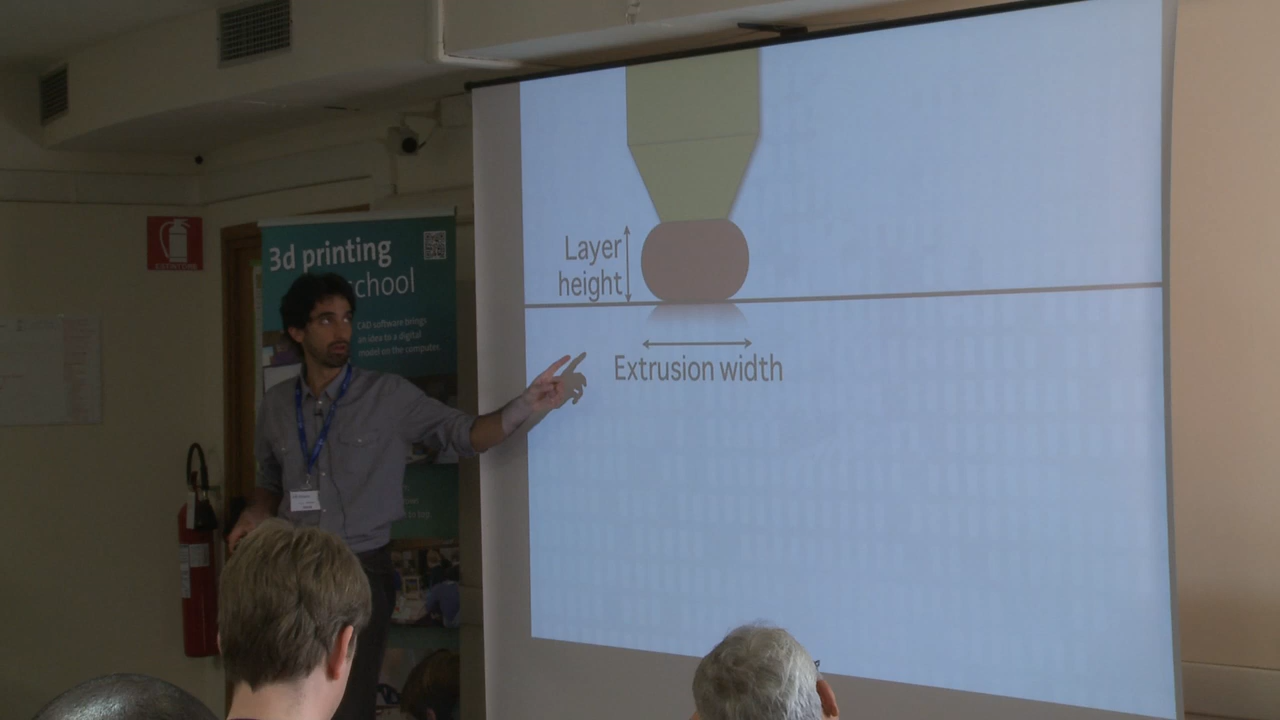 Layer
height
Extrusion width
3d printing
school
CAD software brings
an idea to a digital
model on the computer.